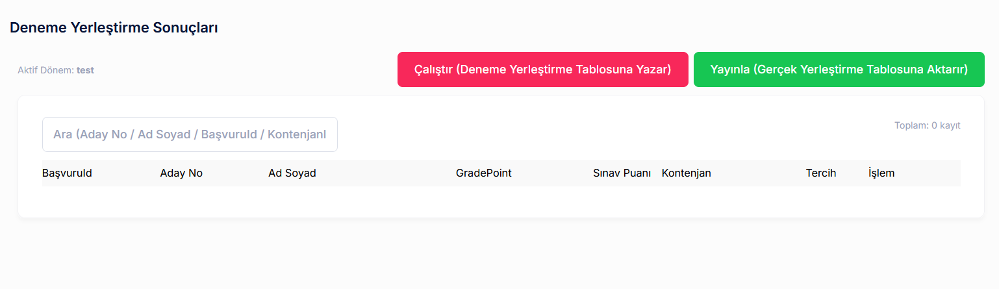 Deneme Yerleştirme Sonuçları
Aktif Dönem: test
Çalıştır (Deneme Yerleştirme Tablosuna Yazar)
Yayınla (Gerçek Yerleştirme Tablosuna Aktarır)
Ara (Aday No / Ad Soyad / BaşvuruId / KontenjanI
Toplam: 0 kayıt
BaşvuruId Aday No Ad Soyad GradePoint Sınav Puanı Kontenjan Tercih İşlem